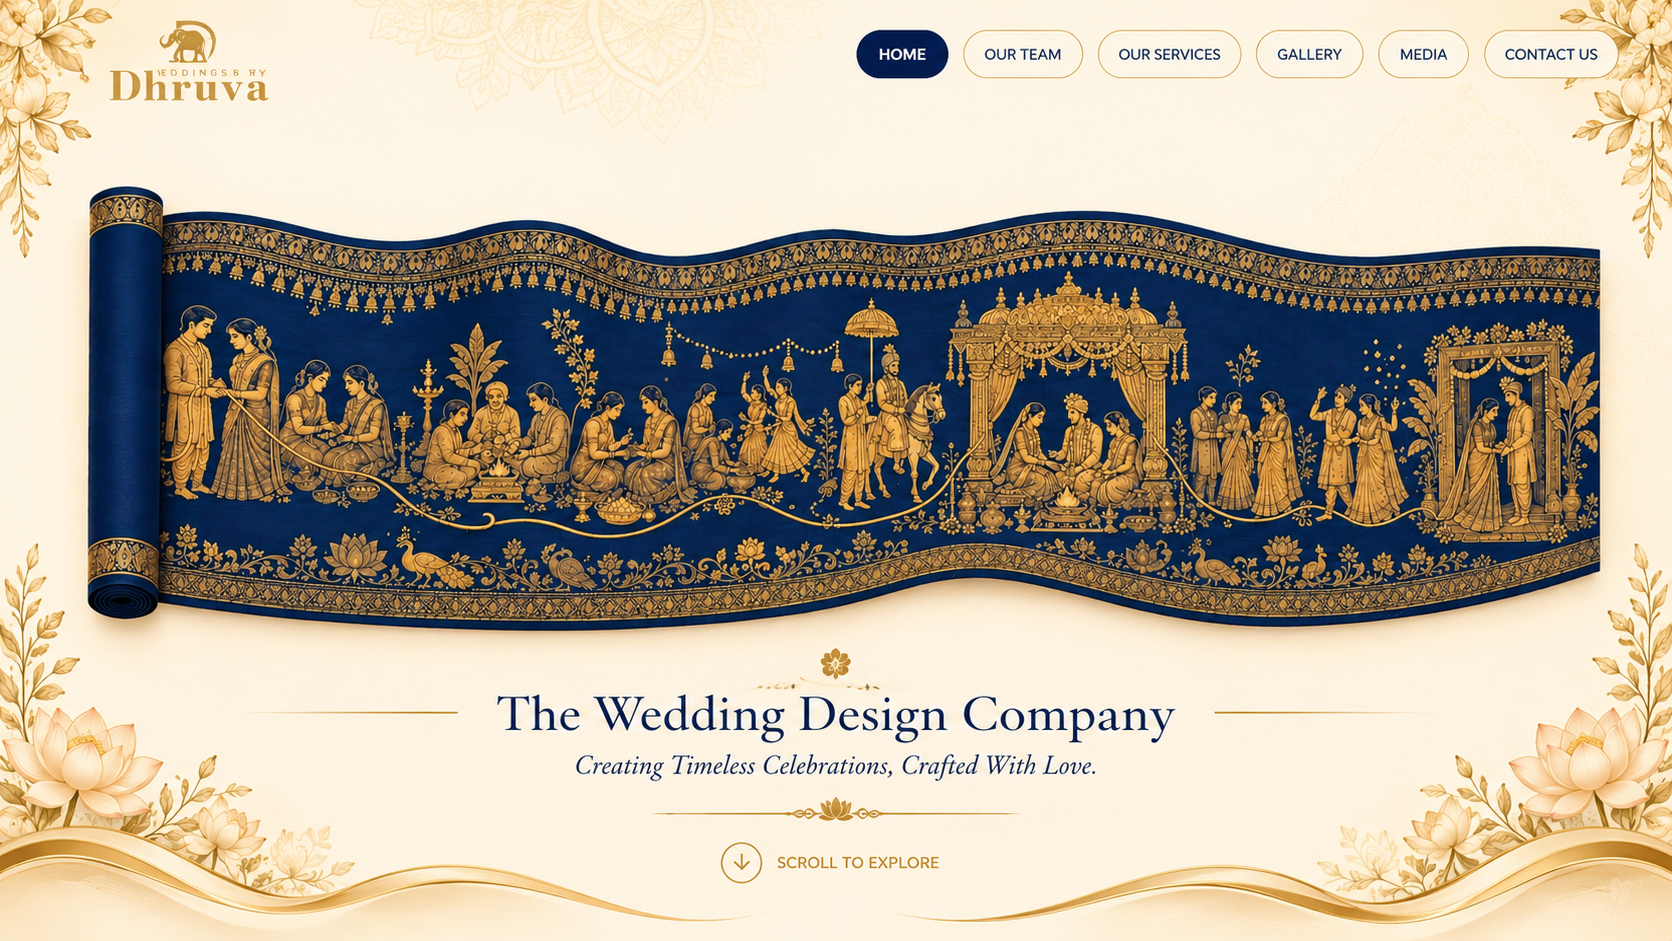 Dhruva
HOME
OUR TEAM
OUR SERVICES
GALLERY
MEDIA
CONTACT US
The Wedding Design Company
Creating Timeless Celebrations, Crafted With Love.
SCROLL TO EXPLORE